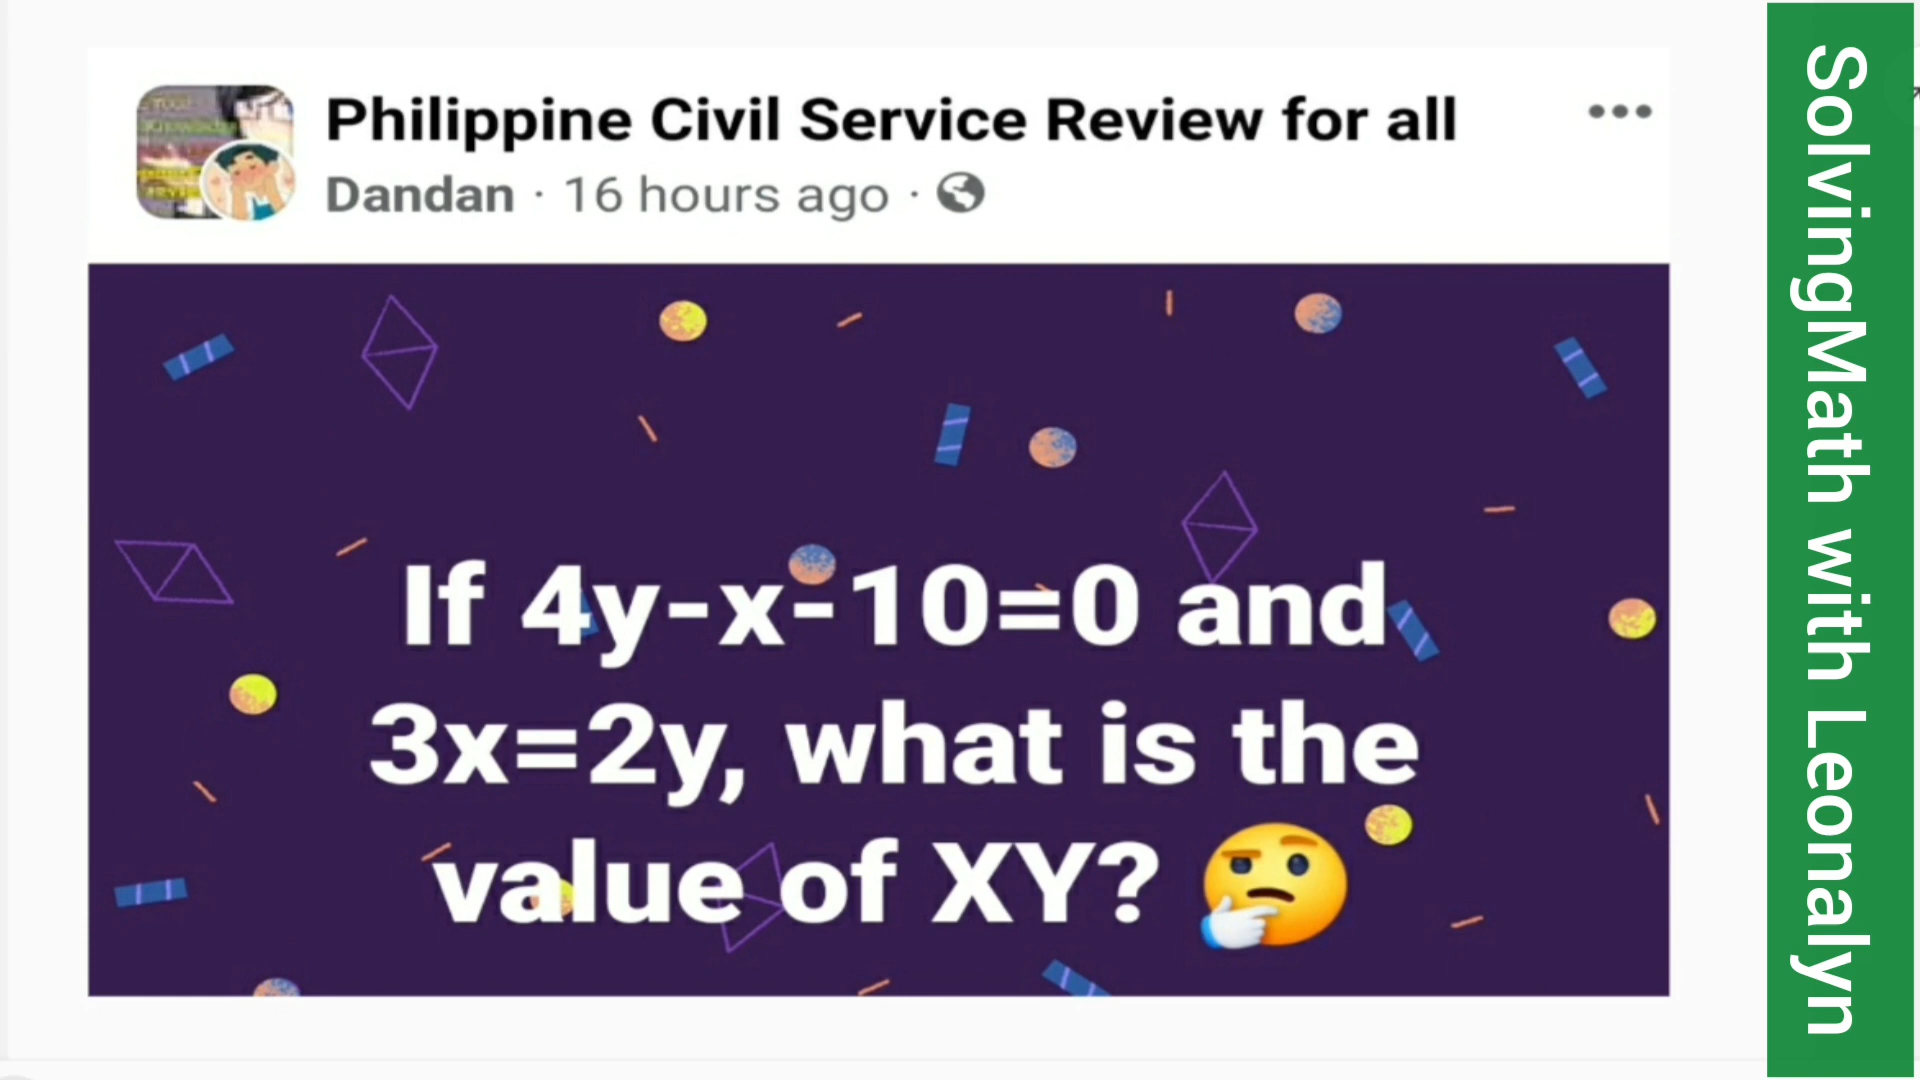 Philippine Civil Service Review for all
Dandan · 16 hours ago ·
If 4y-x-10=0 and
3x=2y, what is the
value of XY? 🤔
SolvingMath with Leonalyn